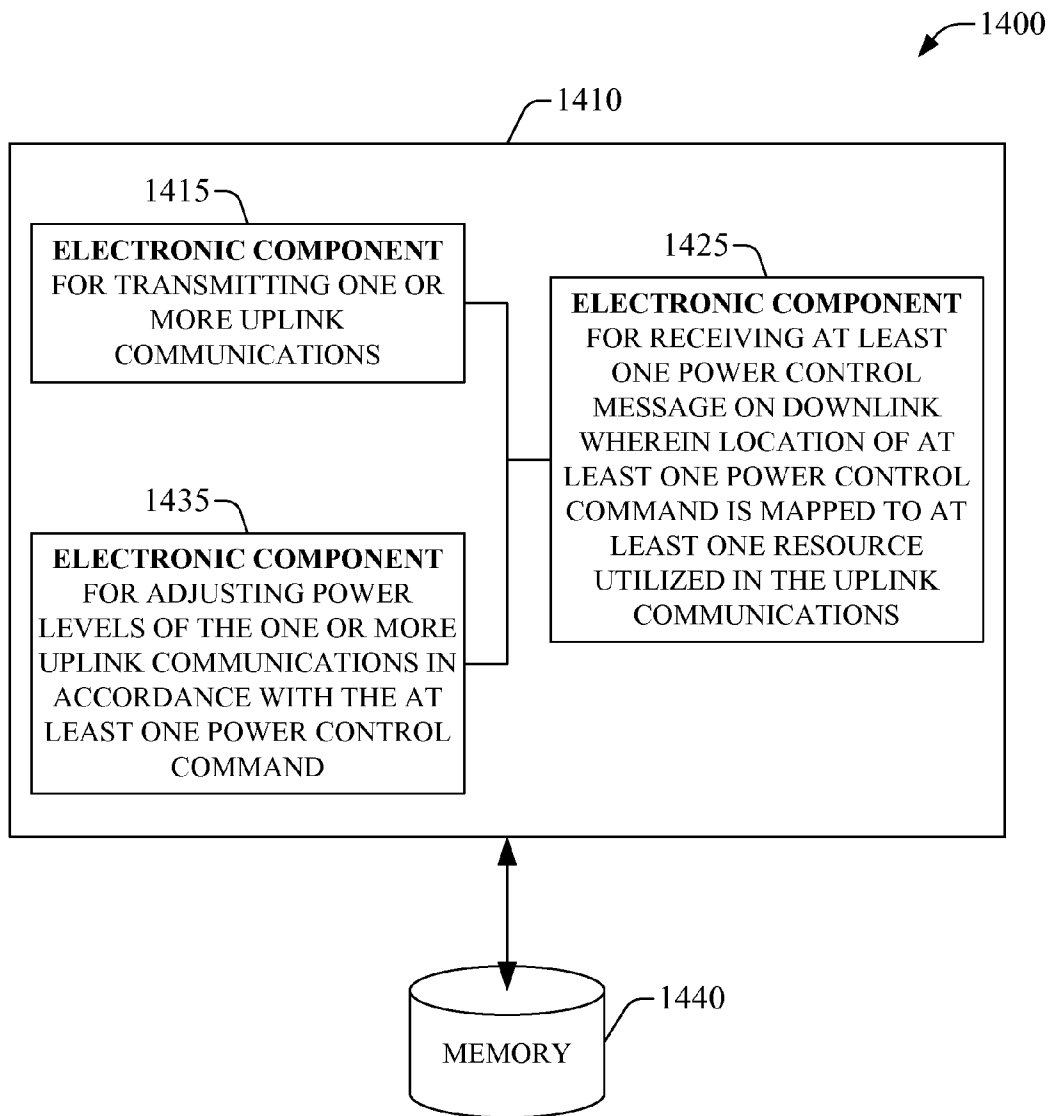 1400
1410
1415
ELECTRONIC COMPONENT
FOR TRANSMITTING ONE OR
MORE UPLINK
COMMUNICATIONS
1425
ELECTRONIC COMPONENT
FOR RECEIVING AT LEAST
ONE POWER CONTROL
MESSAGE ON DOWNLINK
WHEREIN LOCATION OF AT
LEAST ONE POWER CONTROL
COMMAND IS MAPPED TO AT
LEAST ONE RESOURCE
UTILIZED IN THE UPLINK
COMMUNICATIONS
1435
ELECTRONIC COMPONENT
FOR ADJUSTING POWER
LEVELS OF THE ONE OR MORE
UPLINK COMMUNICATIONS IN
ACCORDANCE WITH THE AT
LEAST ONE POWER CONTROL
COMMAND
1440
MEMORY